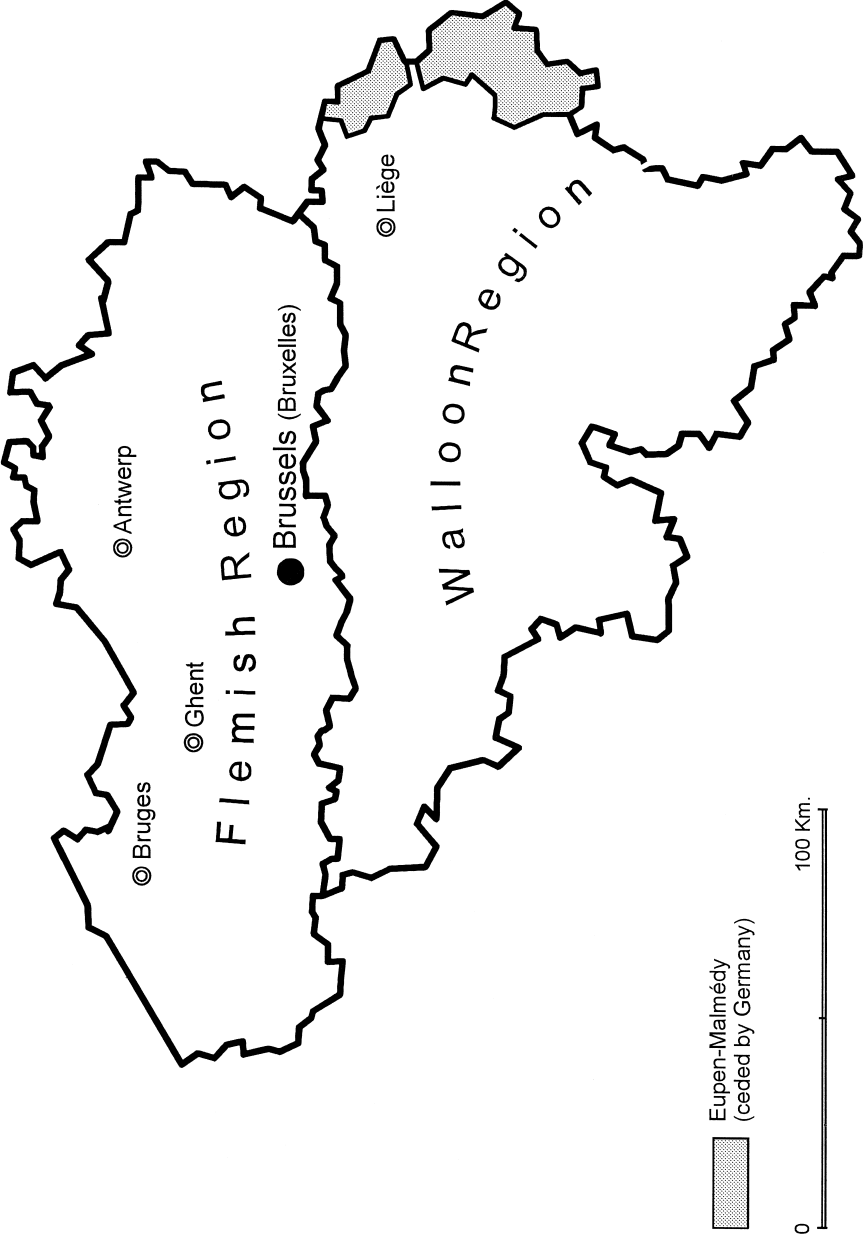 Antwerp
Bruges
Ghent
Flemish Region
Brussels (Bruxelles)
Liège
Walloon Region
Eupen-Malmédy
(ceded by Germany)
0
100 Km.